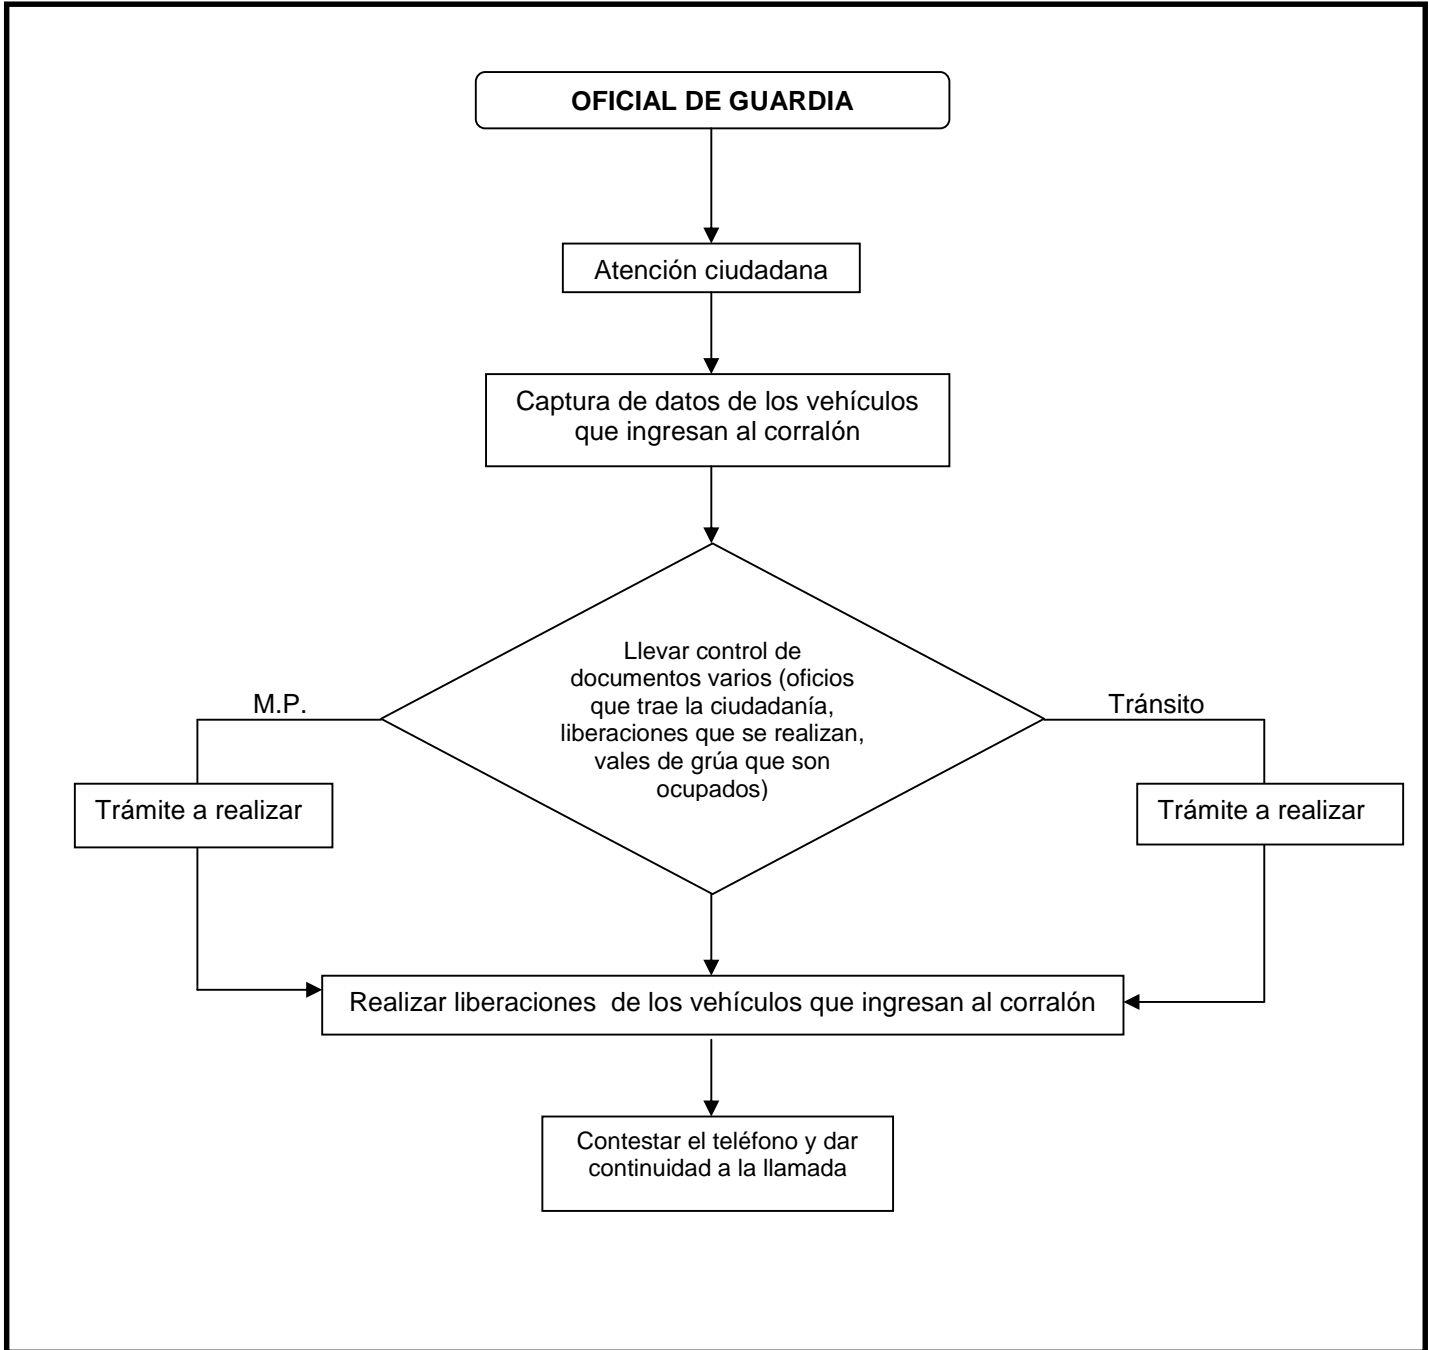 OFICIAL DE GUARDIA
Atención ciudadana
Captura de datos de los vehículos
que ingresan al corralón
Llevar control de
documentos varios (oficios
que trae la ciudadanía,
liberaciones que se realizan,
vales de grúa que son
ocupados)
M.P.
Tránsito
Trámite a realizar
Trámite a realizar
Realizar liberaciones  de los vehículos que ingresan al corralón
Contestar el teléfono y dar
continuidad a la llamada